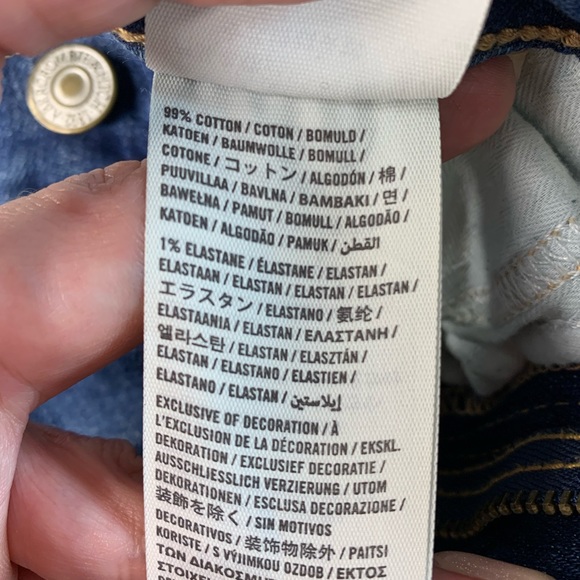 99% COTTON / COTON / BOMULD /
KATOEN / BAUMWOLLE / BOMULL /
COTONE / コットン / ALGODÓN / 棉 /
PUUVILLAA / BAVLNA / BAMBAKI / 면 /
BAWEŁNA / PAMUT / BOMULL / ALGODÃO /
KATOEN / ALGODÃO / PAMUK / القطن
1% ELASTANE / ÉLASTANE / ELASTAN /
ELASTAAN / ELASTAN / ELASTAN / ELASTAN /
エラスタン / ELASTANO / 氨纶 /
ELASTAANIA / ELASTAN / ΕΛΑΣΤΑΝΗ /
엘라스탄 / ELASTAN / ELASZTÁN /
ELASTAN / ELASTANO / ELASTIEN /
ELASTANO / ELASTAN / إيلاستين
EXCLUSIVE OF DECORATION / À
L'EXCLUSION DE LA DÉCORATION / EKSKL.
DEKORATION / EXCLUSIEF DECORATIE /
AUSSCHLIESSLICH VERZIERUNG / UTOM
DEKORATIONEN / ESCLUSA DECORAZIONE /
装飾を除く / SIN MOTIVOS
DECORATIVOS / 装饰物除外 / PAITSI
KORISTE / S VÝJIMKOU OZDOB / ΕΚΤΟΣ
ΤΩΝ ΔΙΑΚΟΣΜΗ
ΣΤΟΙΧΕΙ